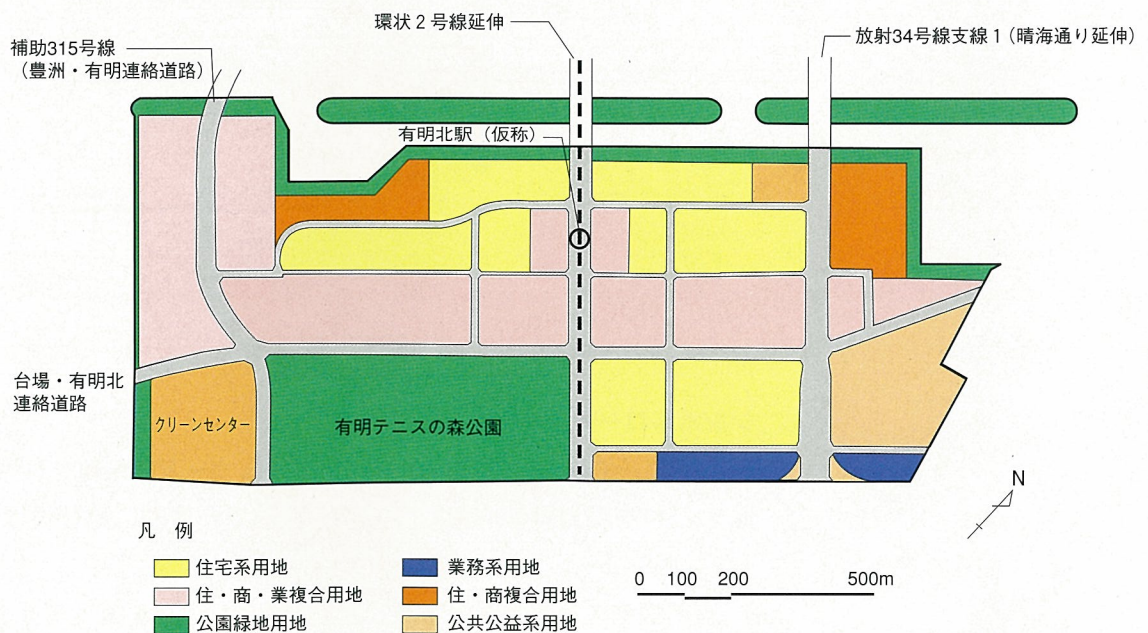 環状２号線延伸
補助315号線
（豊洲・有明連絡道路）
放射34号線支線１（晴海通り延伸）
有明北駅（仮称）
台場・有明北
連絡道路
クリーンセンター
有明テニスの森公園
N
凡　例
住宅系用地
業務系用地
住・商・業複合用地
住・商複合用地
公園緑地用地
公共公益系用地
0 100 200 500m